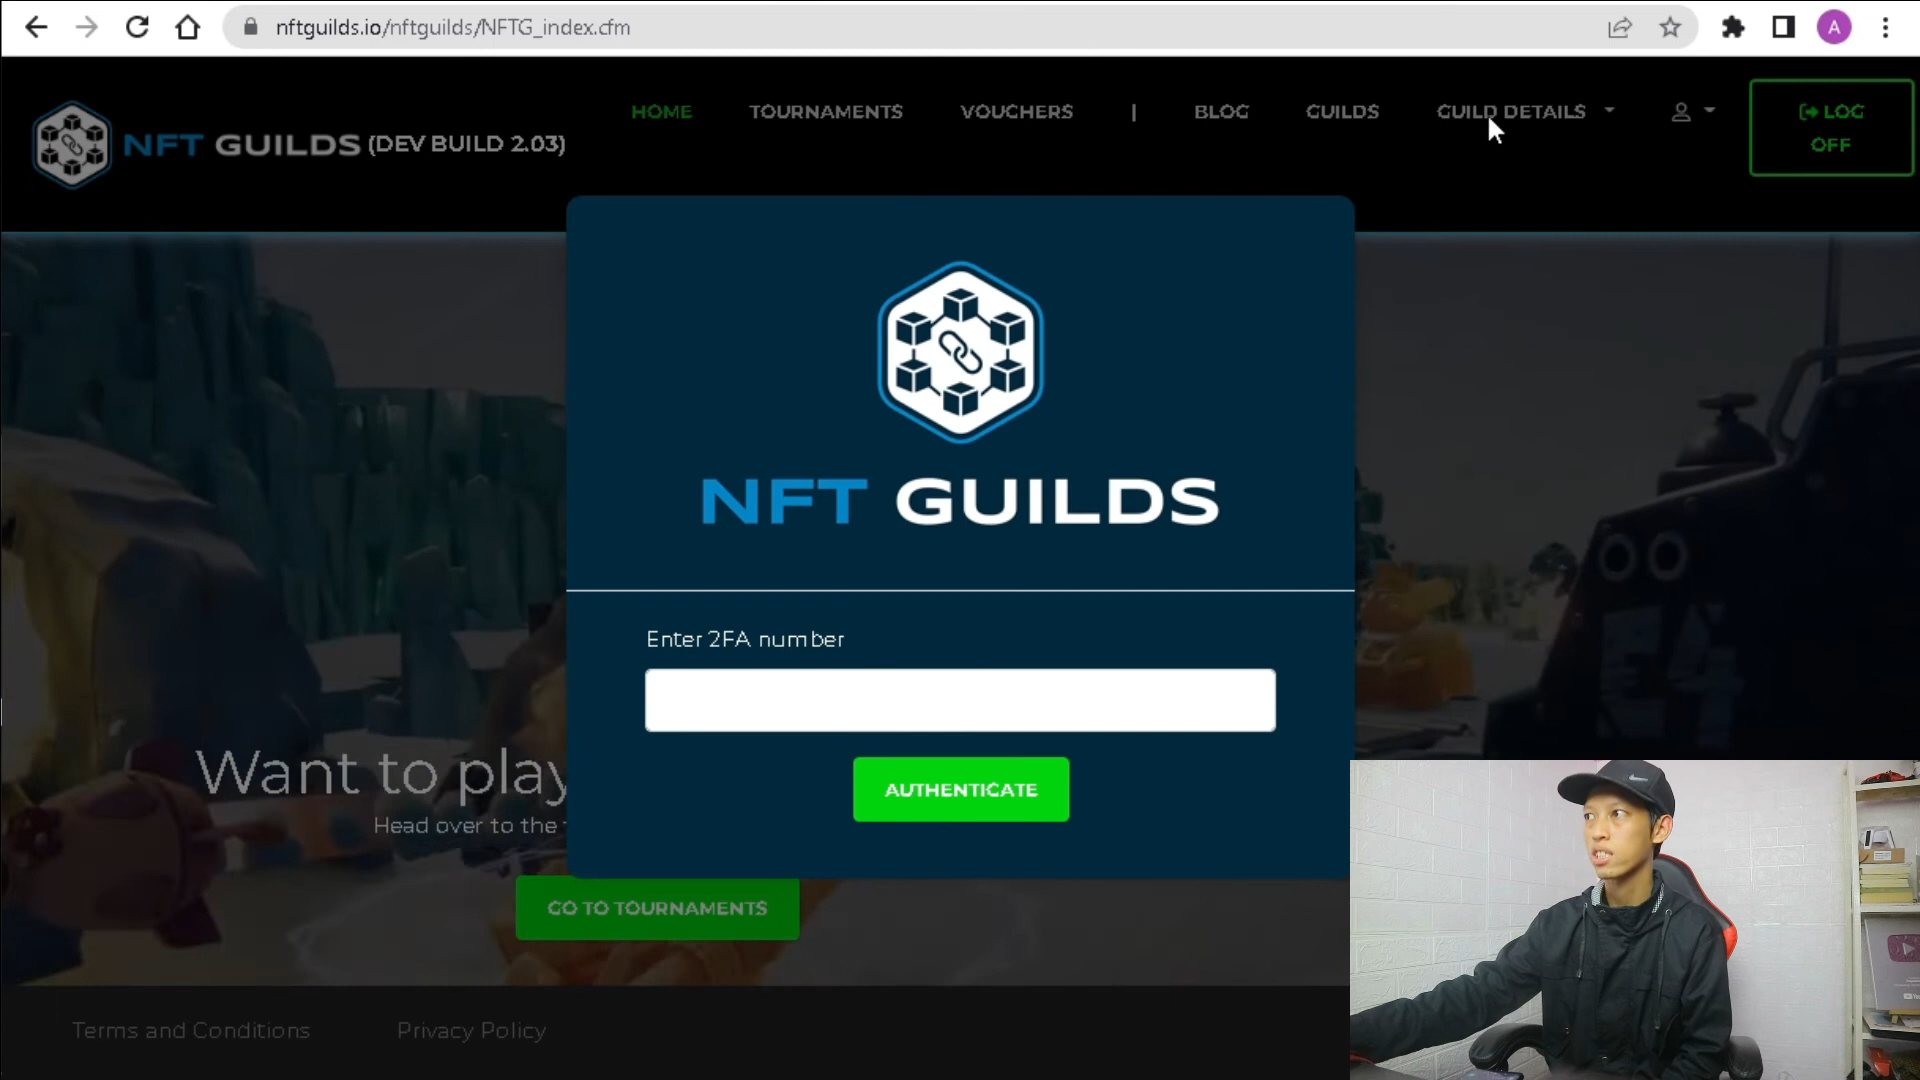 nftguilds.io/nftguilds/NFTG_index.cfm
A
NFT GUILDS (DEV BUILD 2.03)
HOME
TOURNAMENTS
VOUCHERS
|
BLOG
GUILDS
GUILD DETAILS
LOG
OFF
NFT GUILDS
Enter 2FA number
AUTHENTICATE
Want to play
Head over to the
GO TO TOURNAMENTS
Terms and Conditions
Privacy Policy